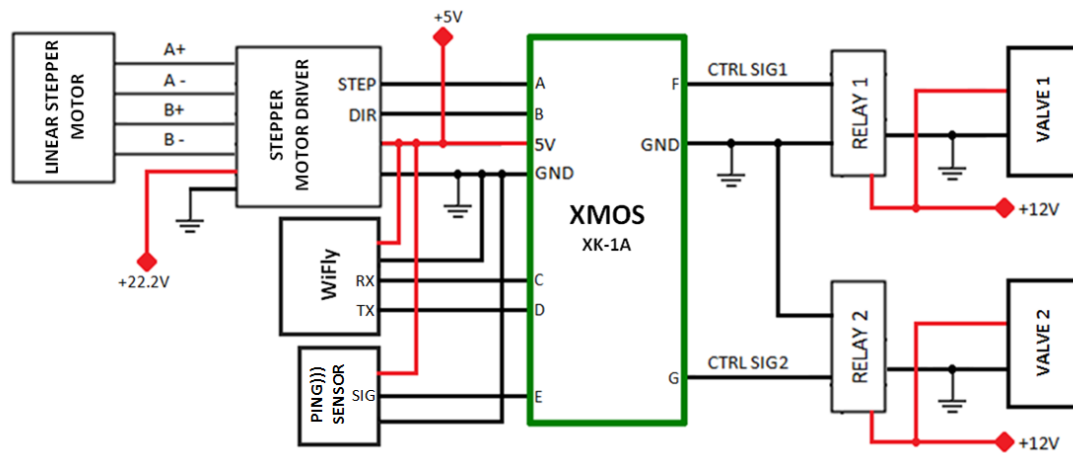 +5V
LINEAR STEPPER
MOTOR
A+
A -
B+
B -
STEPPER
MOTOR DRIVER
STEP
DIR
+22.2V
WiFly
RX
TX
PING)))
SENSOR
SIG
A
B
5V
GND
C
D
E
XMOS
XK-1A
F
GND
G
CTRL SIG1
CTRL SIG2
RELAY 1
VALVE 1
+12V
RELAY 2
VALVE 2
+12V